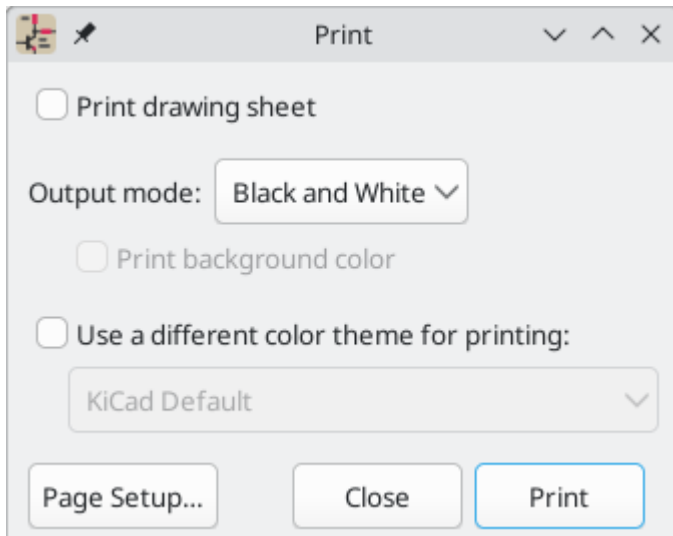 Print
Print drawing sheet
Output mode: Black and White
Print background color
Use a different color theme for printing:
KiCad Default
Page Setup... Close Print